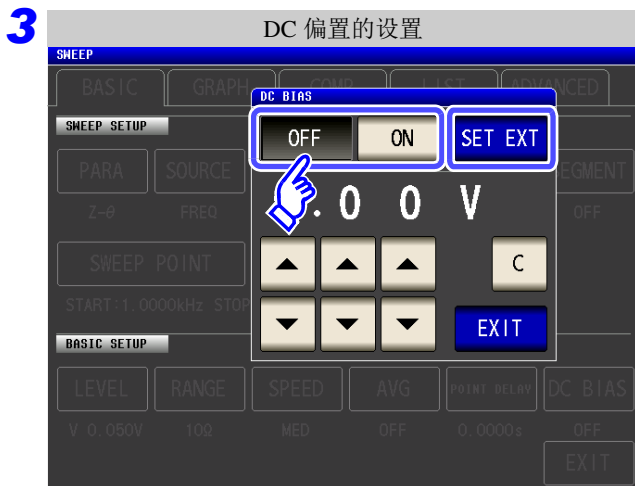 3
DC 偏置的设置
SWEEP
BASIC GRAPH COMP LIST ADVANCED
DC BIAS
SWEEP SETUP
OFF ON SET EXT
PARA SOURCE EGMENT
.00 V
Z-θ FREQ OFF
SWEEP POINT
C
START:1.0000kHz STOP
EXIT
BASIC SETUP
LEVEL RANGE SPEED AVG POINT DELAY DC BIAS
V 0.050V 10Ω MED OFF 0.0000s OFF
EXIT